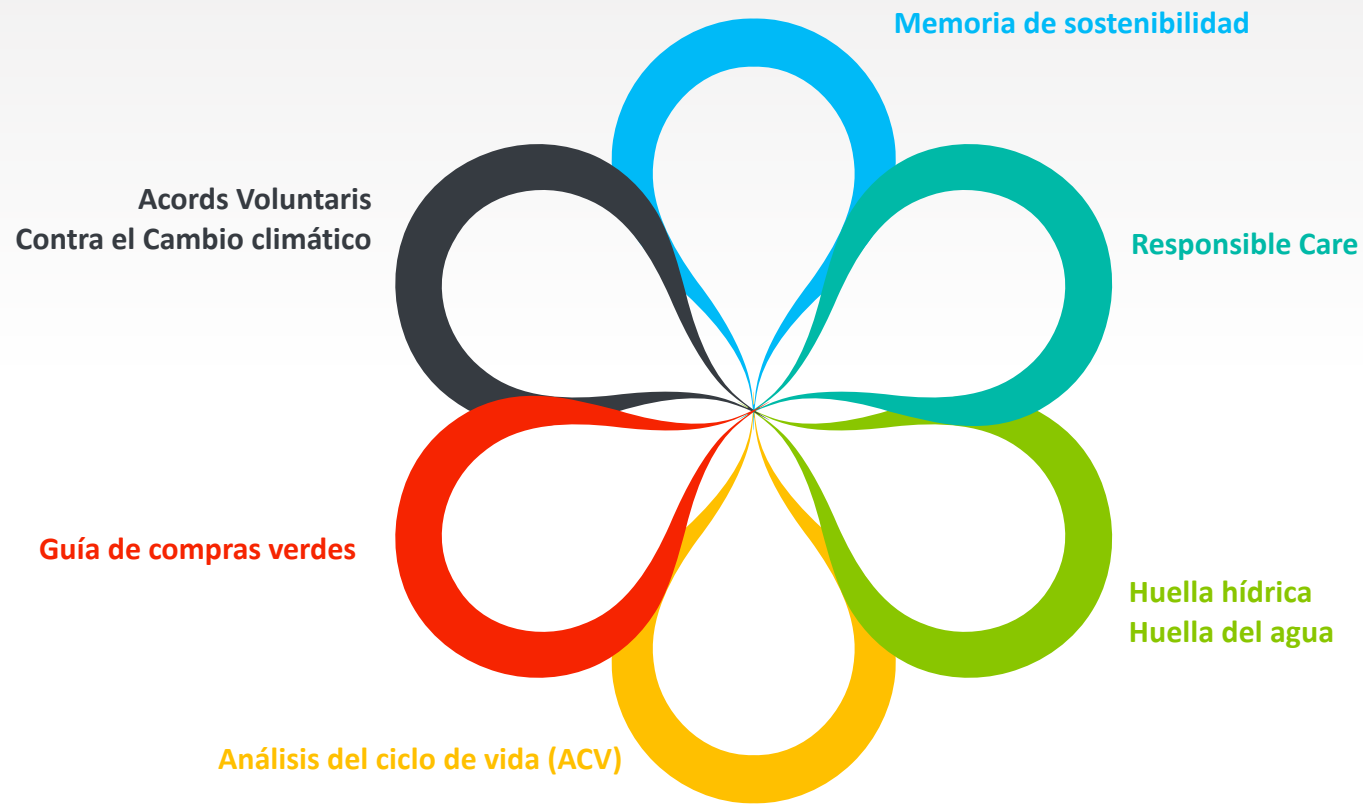 Memoria de sostenibilidad
Acords Voluntaris
Contra el Cambio climático
Responsible Care
Guía de compras verdes
Huella hídrica
Huella del agua
Análisis del ciclo de vida (ACV)